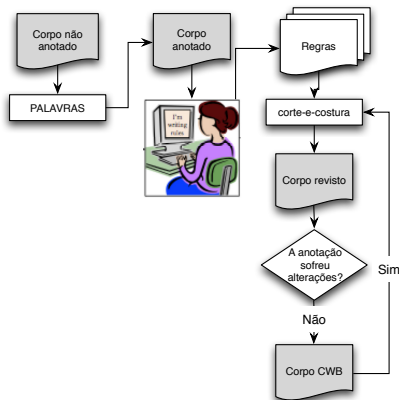 Corpo não
anotado
Corpo
anotado
Regras
PALAVRAS
I'm
writing
rules
corte-e-costura
Corpo revisto
A anotação
sofreu
alterações?
Sim
Não
Corpo CWB